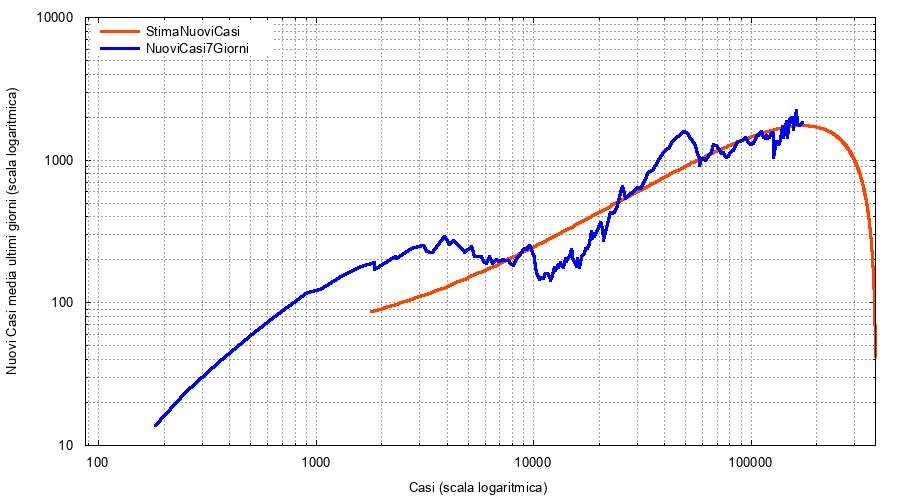 10000
1000
100
10
Nuovi Casi media ultimi giorni (scala logaritmica)
StimaNuoviCasi
NuoviCasi7Giorni
100 1000 10000 100000
Casi (scala logaritmica)